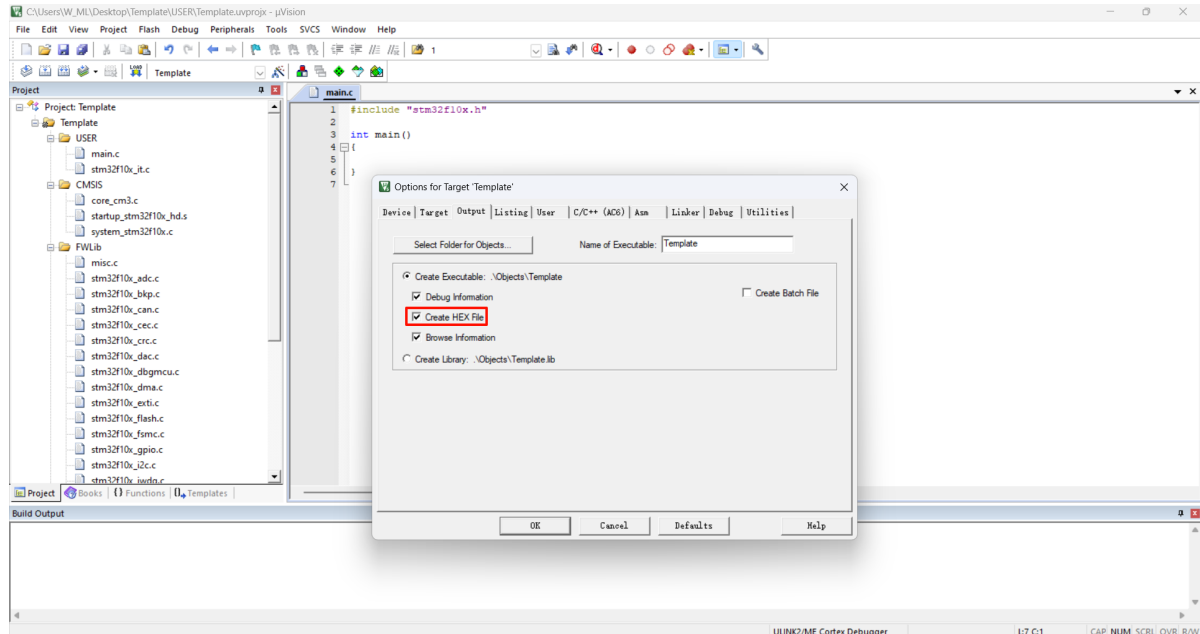 C:\Users\W_ML\Desktop\Template\USER\Template.uvprojx - µVision
File Edit View Project Flash Debug Peripherals Tools SVCS Window Help
1
LOAD
Template
Project
main.c
Project: Template
Template
USER
main.c
stm32f10x_it.c
CMSIS
core_cm3.c
startup_stm32f10x_hd.s
system_stm32f10x.c
FWLib
misc.c
stm32f10x_adc.c
stm32f10x_bkp.c
stm32f10x_can.c
stm32f10x_cec.c
stm32f10x_crc.c
stm32f10x_dac.c
stm32f10x_dbgmcu.c
stm32f10x_dma.c
stm32f10x_exti.c
stm32f10x_flash.c
stm32f10x_fsmc.c
stm32f10x_gpio.c
stm32f10x_i2c.c
stm32f10x_iwdg.c
Project Books {} Functions Templates
1 #include "stm32f10x.h"
2
3 int main()
4 {
5
6 }
7
Options for Target 'Template'
Device Target Output Listing User C/C++ (AC6) Asm Linker Debug Utilities
Select Folder for Objects... Name of Executable: Template
Create Executable: .\Objects\Template
Debug Information Create Batch File
Create HEX File
Browse Information
Create Library: .\Objects\Template.lib
OK Cancel Defaults Help
Build Output
ULINK2/ME Cortex Debugger L:7 C:1 CAP NUM SCRL OVR R/W